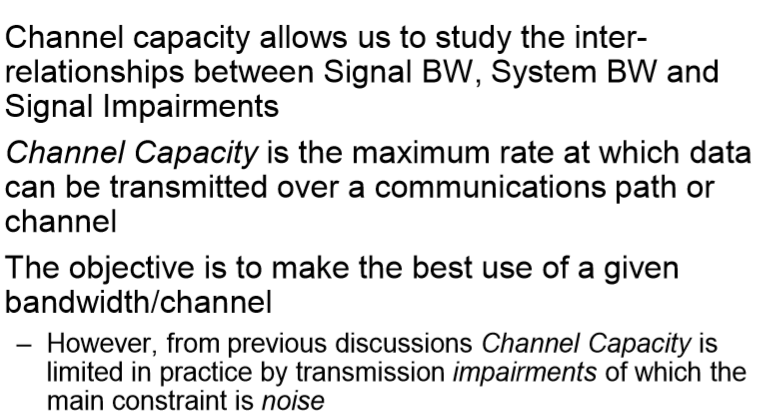 Channel capacity allows us to study the inter-
relationships between Signal BW, System BW and
Signal Impairments
Channel Capacity is the maximum rate at which data
can be transmitted over a communications path or
channel
The objective is to make the best use of a given
bandwidth/channel
– However, from previous discussions Channel Capacity is
limited in practice by transmission impairments of which the
main constraint is noise